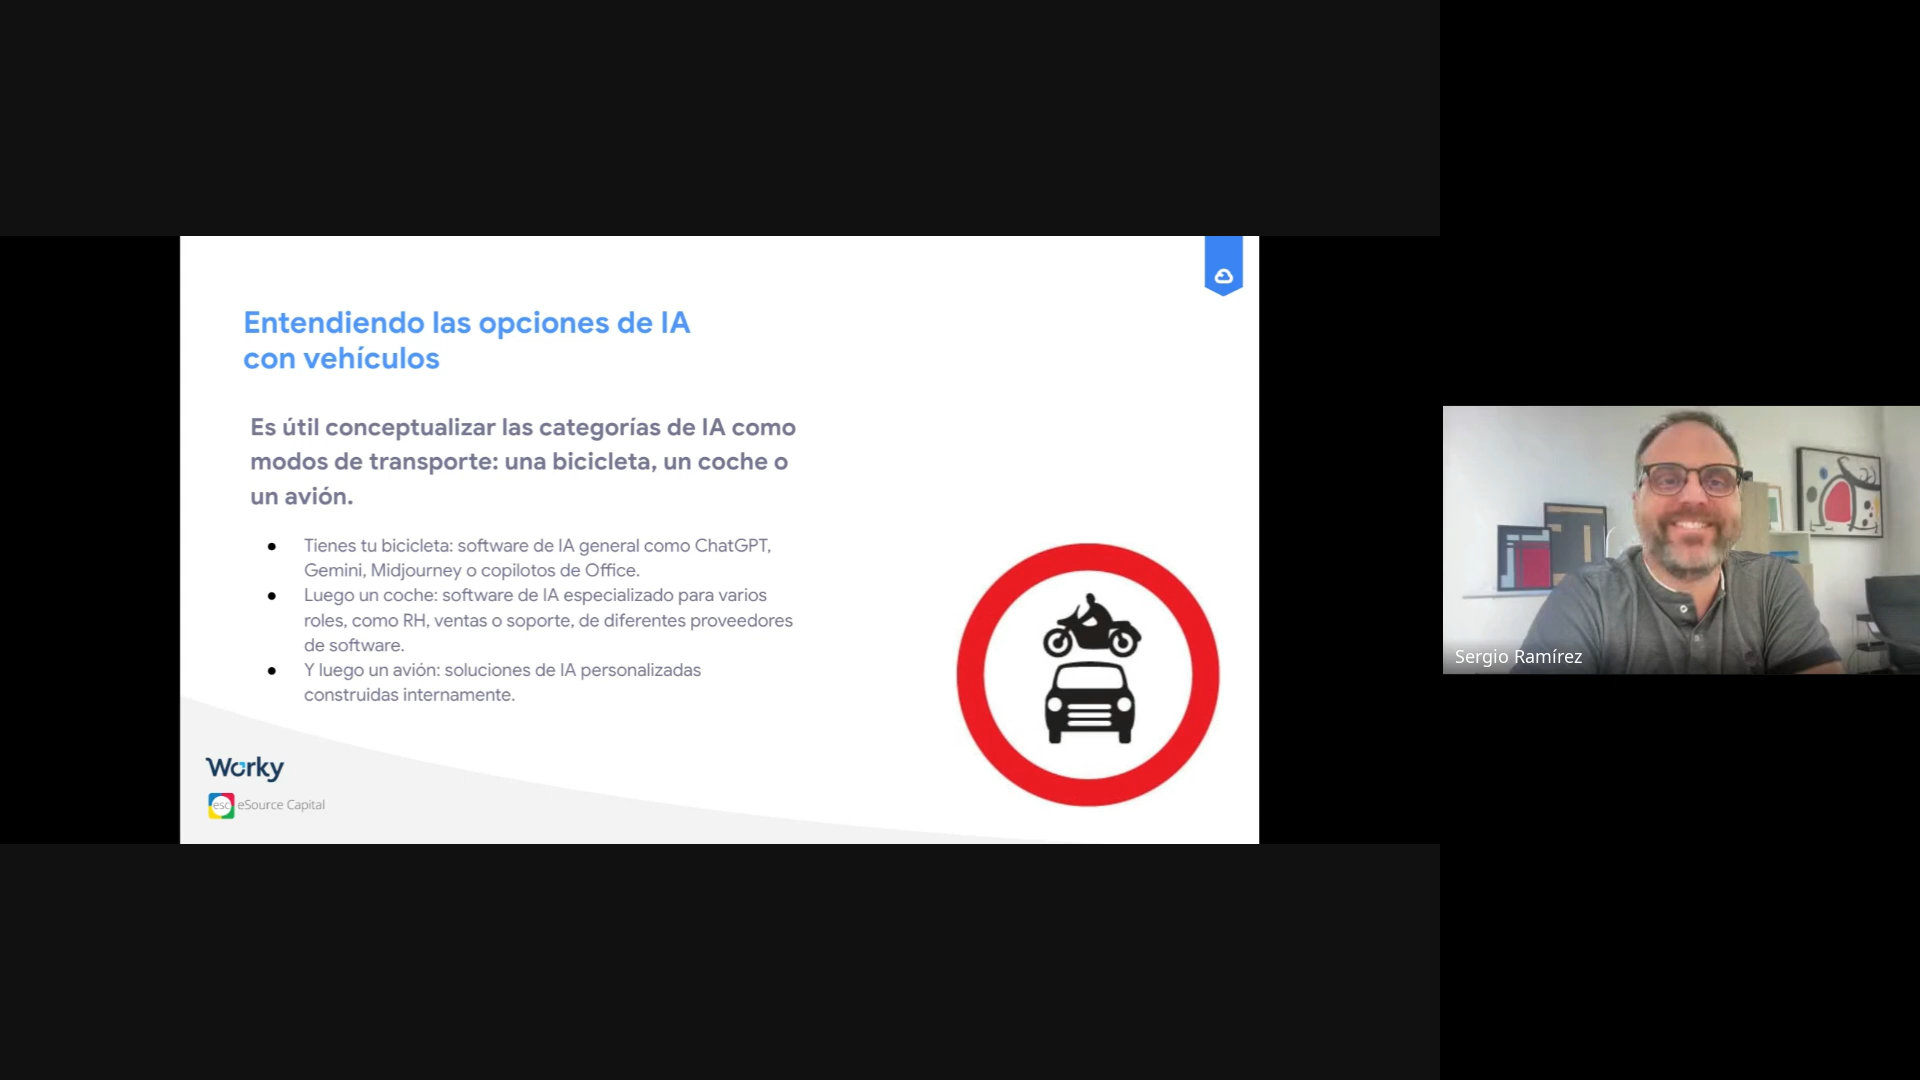 Entendiendo las opciones de IA
con vehículos
Es útil conceptualizar las categorías de IA como
modos de transporte: una bicicleta, un coche o
un avión.
● Tienes tu bicicleta: software de IA general como ChatGPT,
Gemini, Midjourney o copilotos de Office.
● Luego un coche: software de IA especializado para varios
roles, como RH, ventas o soporte, de diferentes proveedores
de software.
● Y luego un avión: soluciones de IA personalizadas
construidas internamente.
Worky
esc eSource Capital
Sergio Ramírez